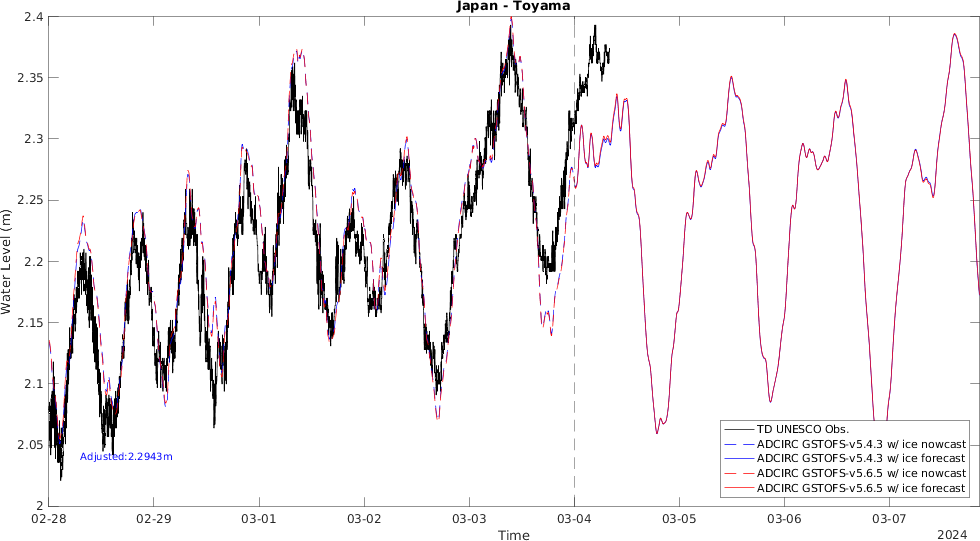 Japan - Toyama
2.4
2.35
2.3
2.25
2.2
2.15
2.1
2.05
2
Water Level (m)
Adjusted:2.2943m
TD UNESCO Obs.
ADCIRC GSTOFS-v5.4.3 w/ ice nowcast
ADCIRC GSTOFS-v5.4.3 w/ ice forecast
ADCIRC GSTOFS-v5.6.5 w/ ice nowcast
ADCIRC GSTOFS-v5.6.5 w/ ice forecast
02-28 02-29 03-01 03-02 03-03 03-04 03-05 03-06 03-07
Time
2024